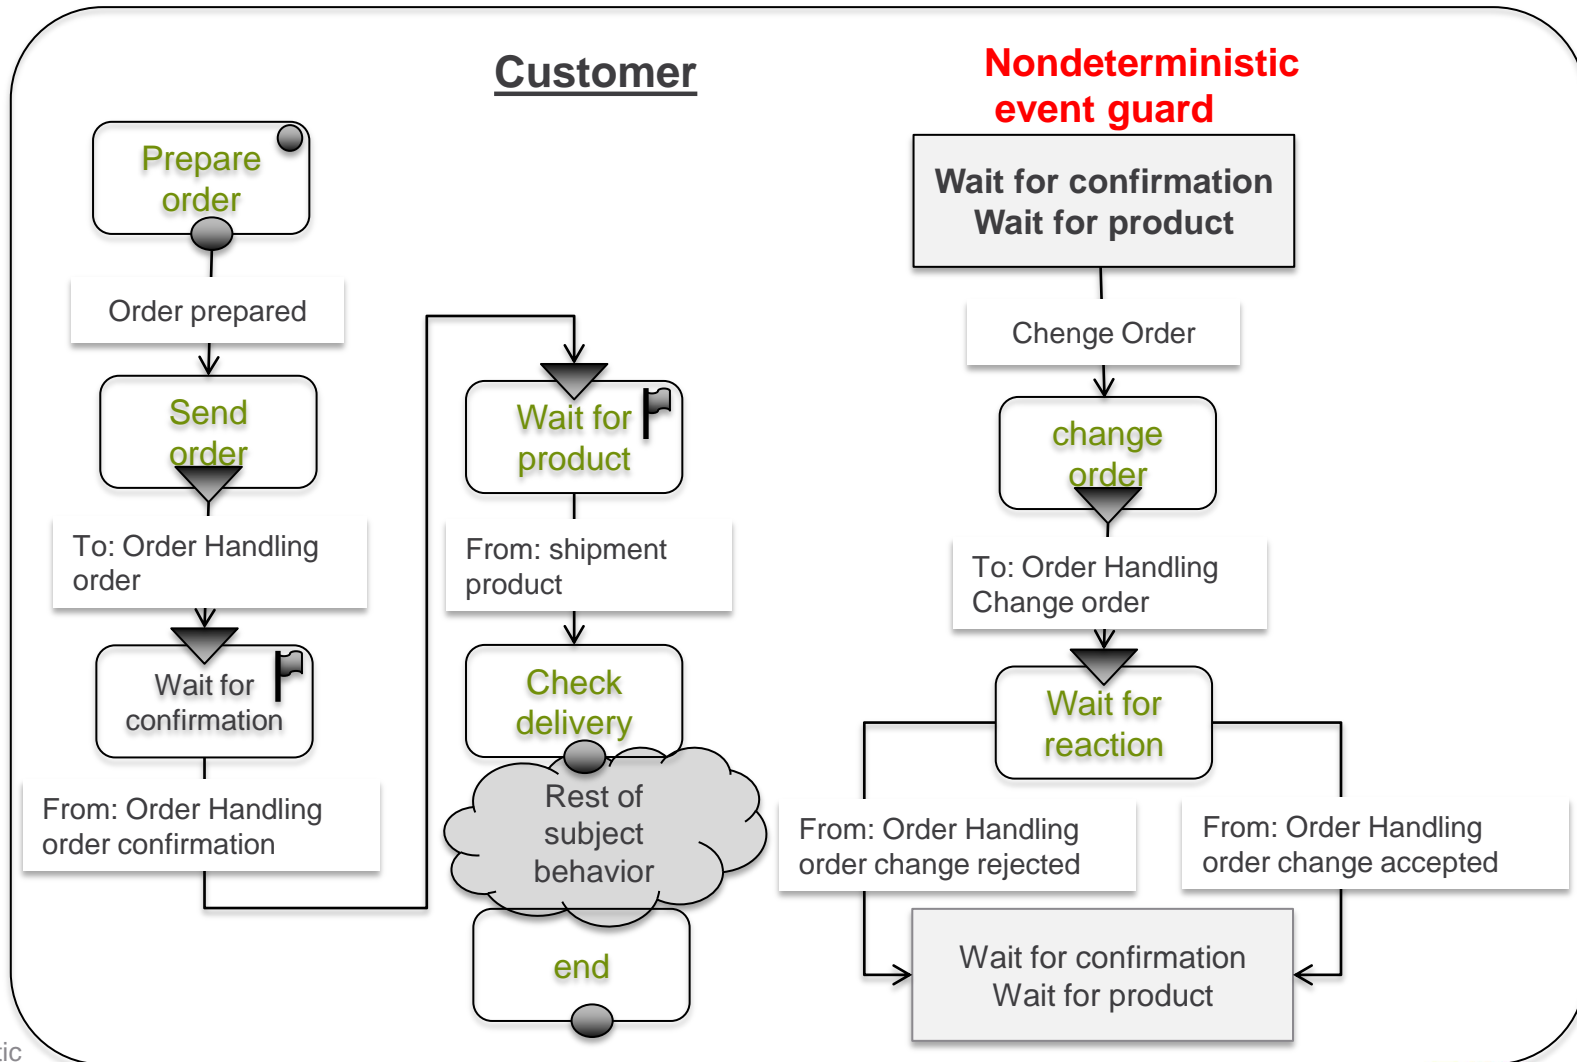 Customer
Nondeterministic
event guard
Prepare
order
Order prepared
Send
order
To: Order Handling
order
Wait for
confirmation
From: Order Handling
order confirmation
Wait for
product
From: shipment
product
Check
delivery
Rest of
subject
behavior
end
Wait for confirmation
Wait for product
Chenge Order
change
order
To: Order Handling
Change order
Wait for
reaction
From: Order Handling
order change rejected
From: Order Handling
order change accepted
Wait for confirmation
Wait for product
tic